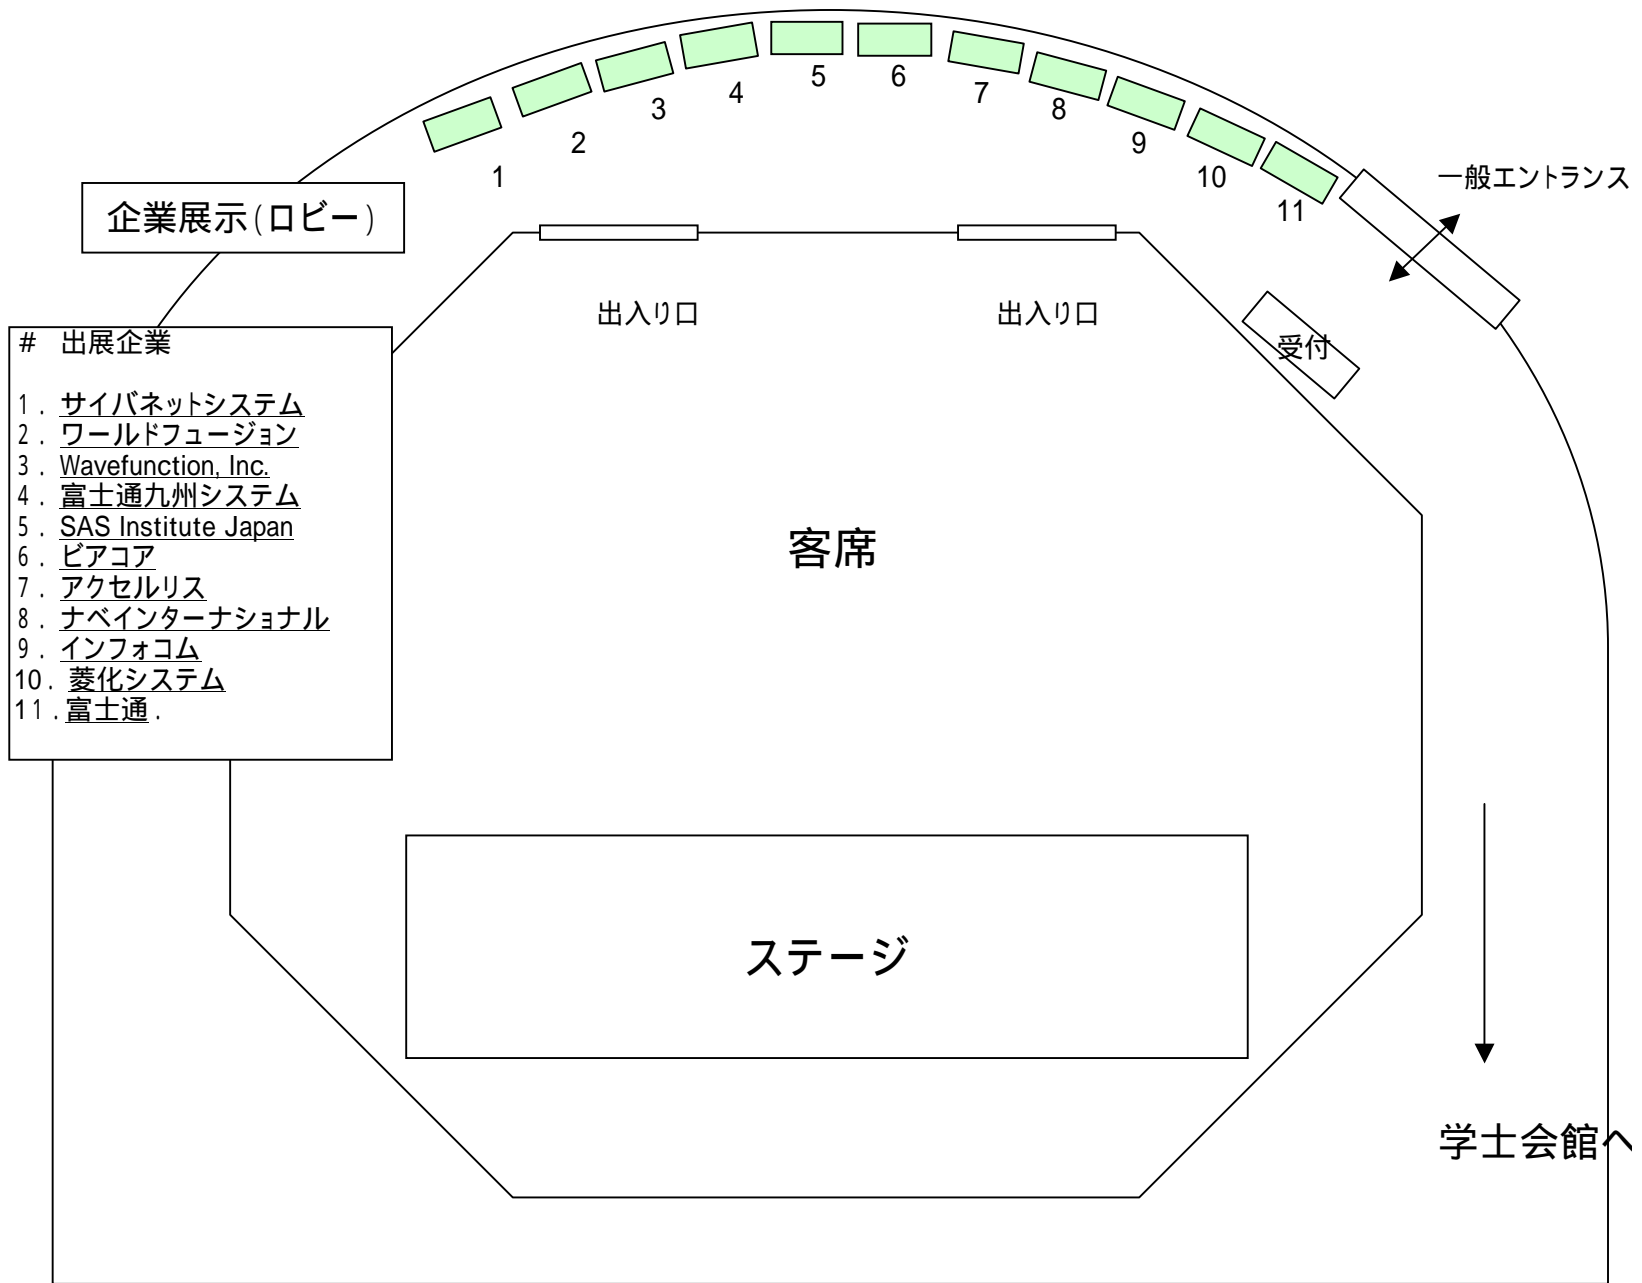 1
2
3
4
5
6
7
8
9
10
11
一般エントランス
企業展示(ロビー)
出入り口
出入り口
受付
# 出展企業
1. サイバネットシステム
2. ワールドフュージョン
3. Wavefunction, Inc.
4. 富士通九州システム
5. SAS Institute Japan
6. ビアコア
7. アクセルリス
8. ナベインターナショナル
9. インフォコム
10. 菱化システム
11. 富士通.
客席
ステージ
学士会館へ